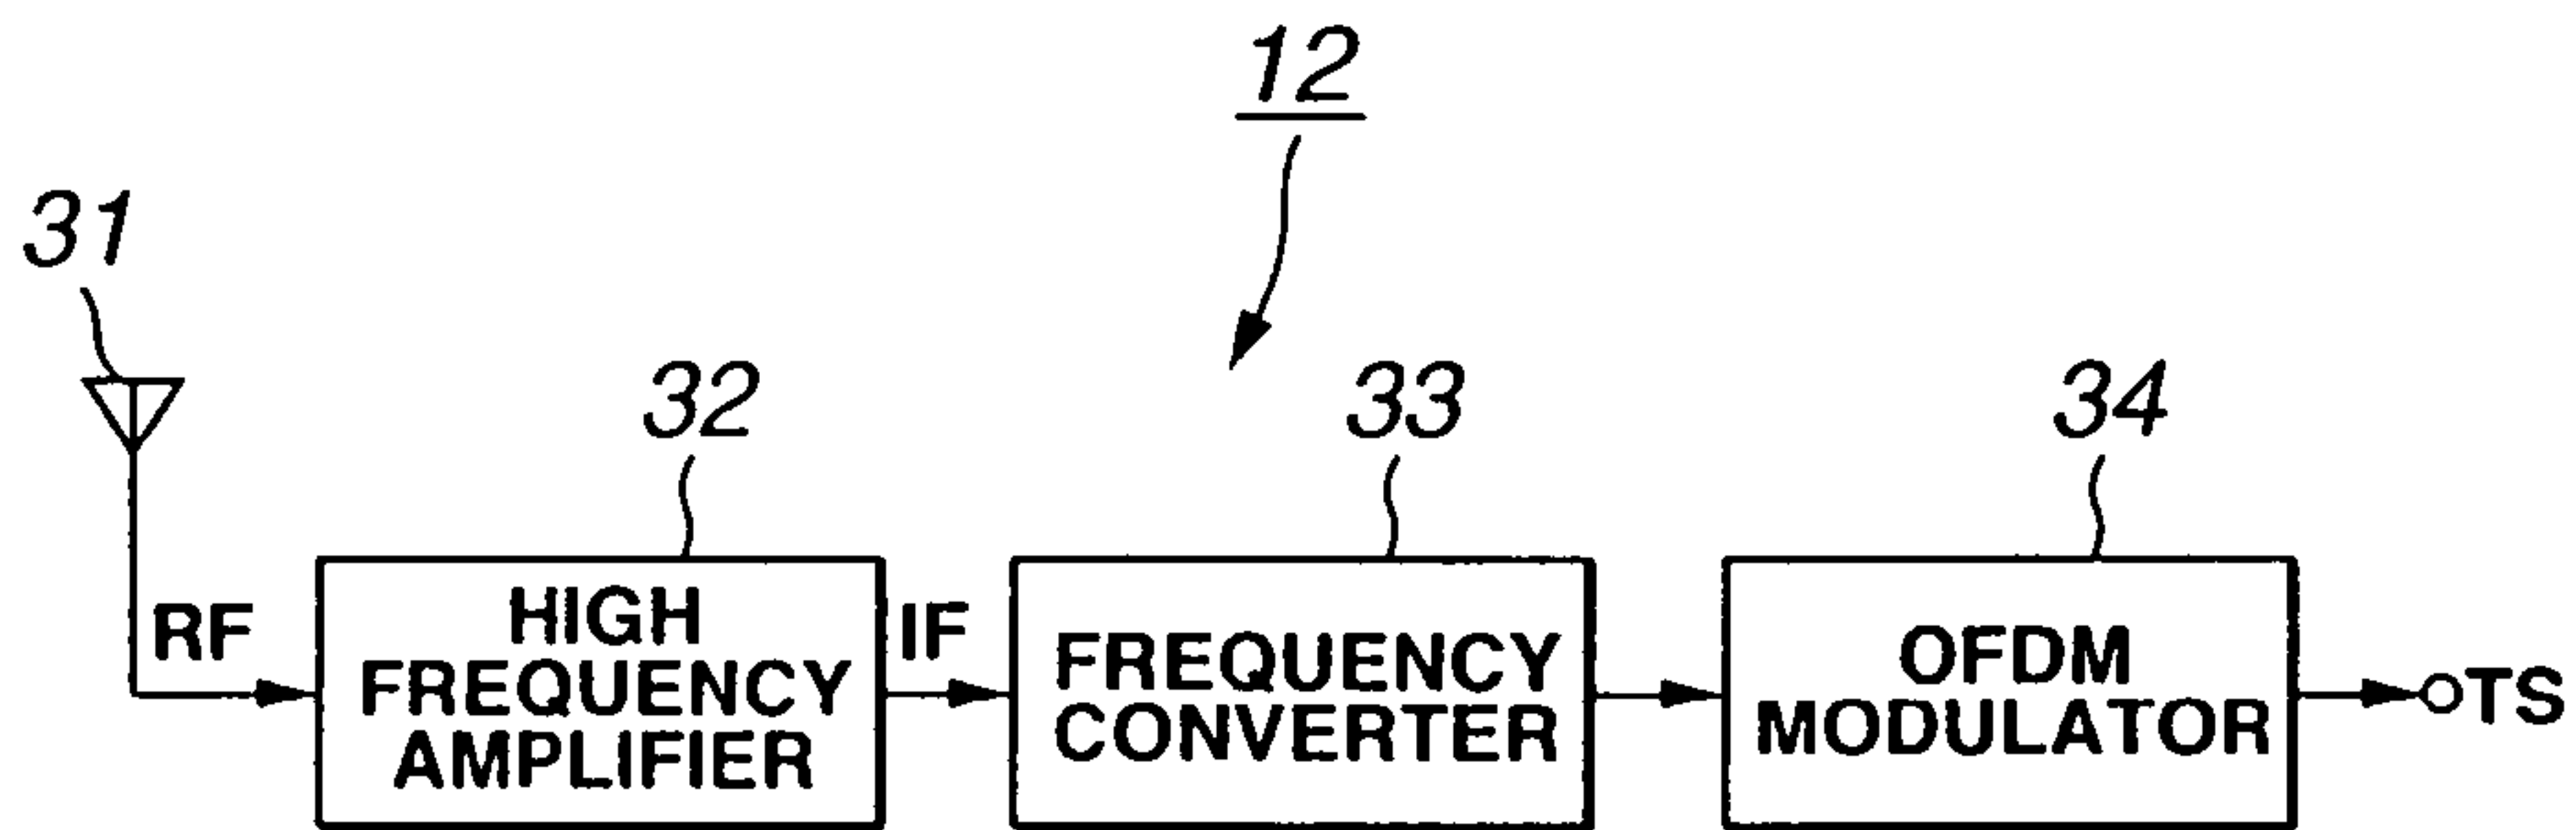 12
31
32
33
34
RF
HIGH
FREQUENCY
AMPLIFIER
IF
FREQUENCY
CONVERTER
OFDM
MODULATOR
TS